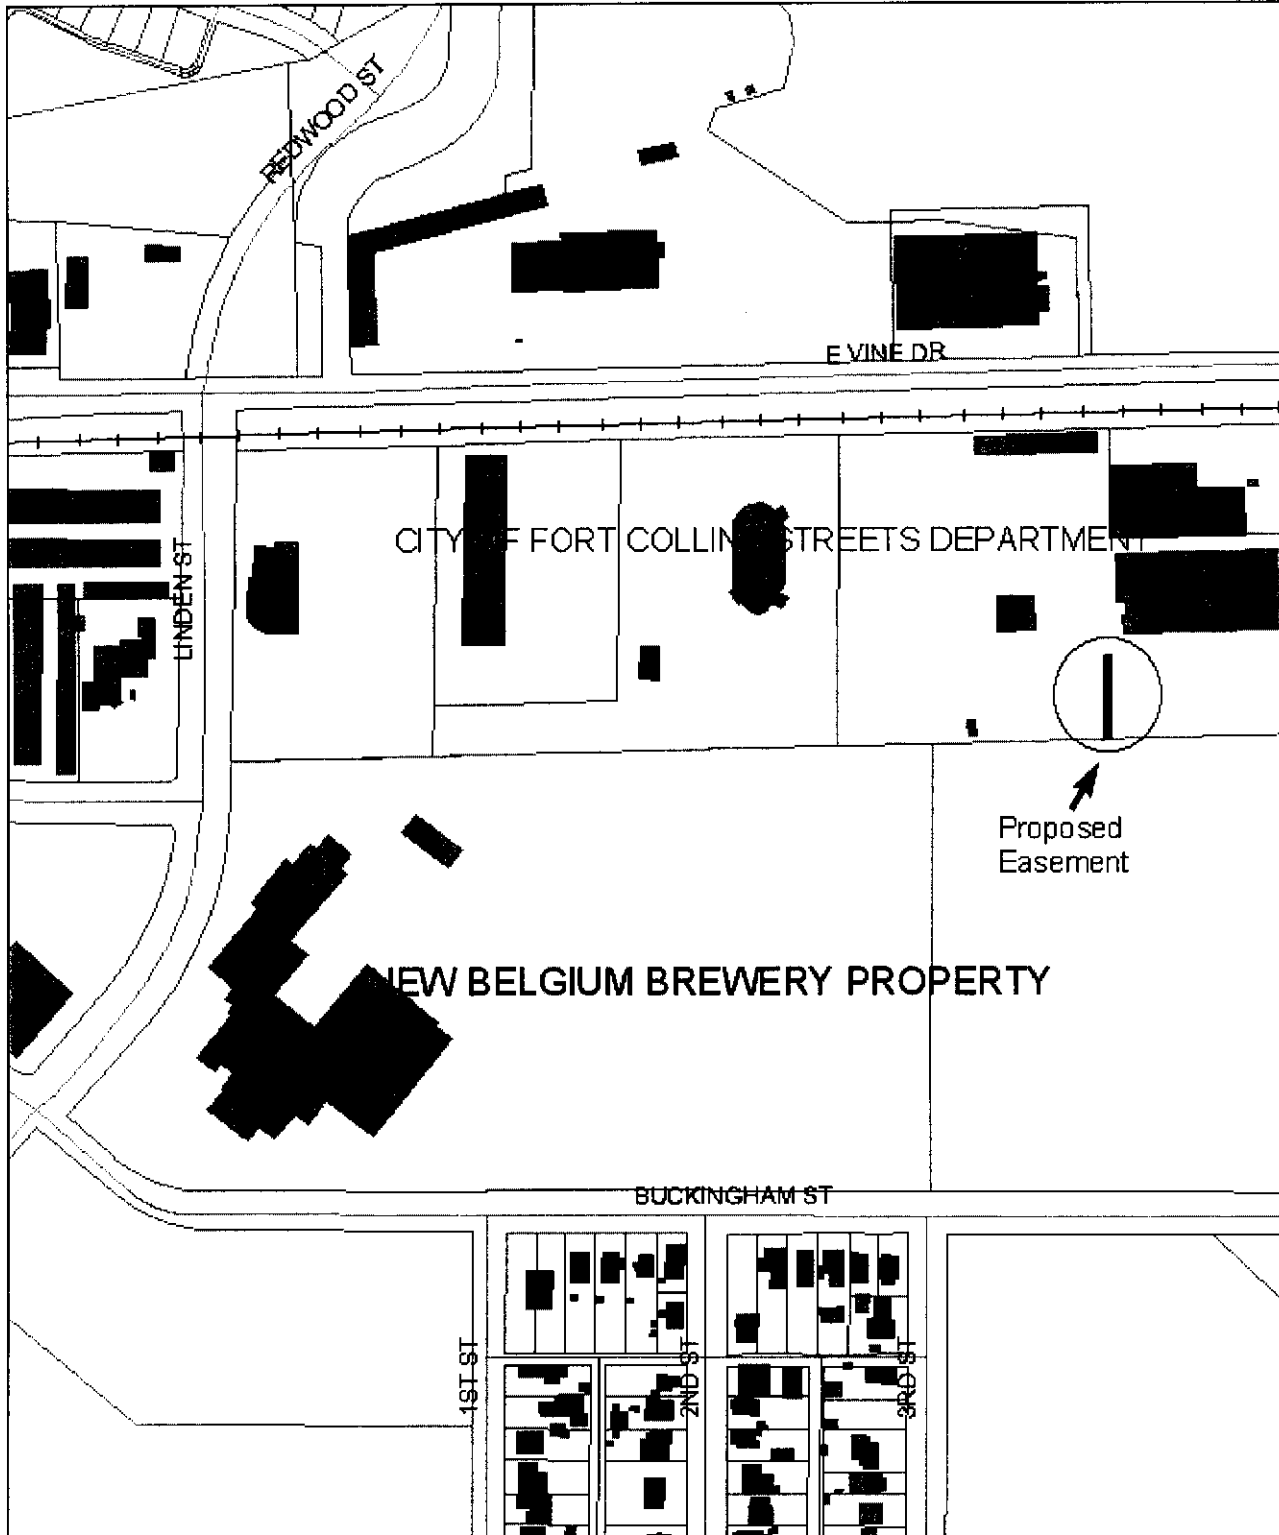 REDWOOD ST
E VINE DR
CITY OF FORT COLLINS STREETS DEPARTMENT
LINDEN ST
Proposed
Easement
NEW BELGIUM BREWERY PROPERTY
BUCKINGHAM ST
1ST ST
2ND ST
3RD ST